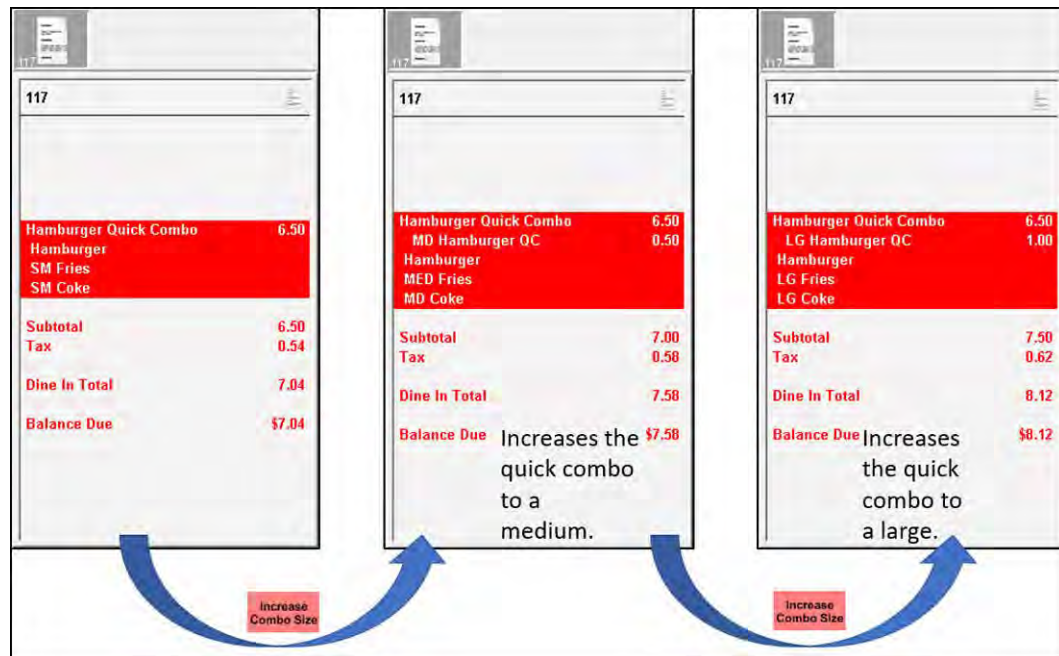 117
117
Hamburger Quick Combo 6.50
Hamburger
SM Fries
SM Coke
Subtotal 6.50
Tax 0.54
Dine In Total 7.04
Balance Due $7.04
117
117
Hamburger Quick Combo 6.50
MD Hamburger QC 0.50
Hamburger
MED Fries
MD Coke
Subtotal 7.00
Tax 0.58
Dine In Total 7.58
Balance Due $7.58
Increases the
quick combo
to a
medium.
117
117
Hamburger Quick Combo 6.50
LG Hamburger QC 1.00
Hamburger
LG Fries
LG Coke
Subtotal 7.50
Tax 0.62
Dine In Total 8.12
Balance Due $8.12
Increases
the quick
combo to
a large.
Increase
Combo Size
Increase
Combo Size